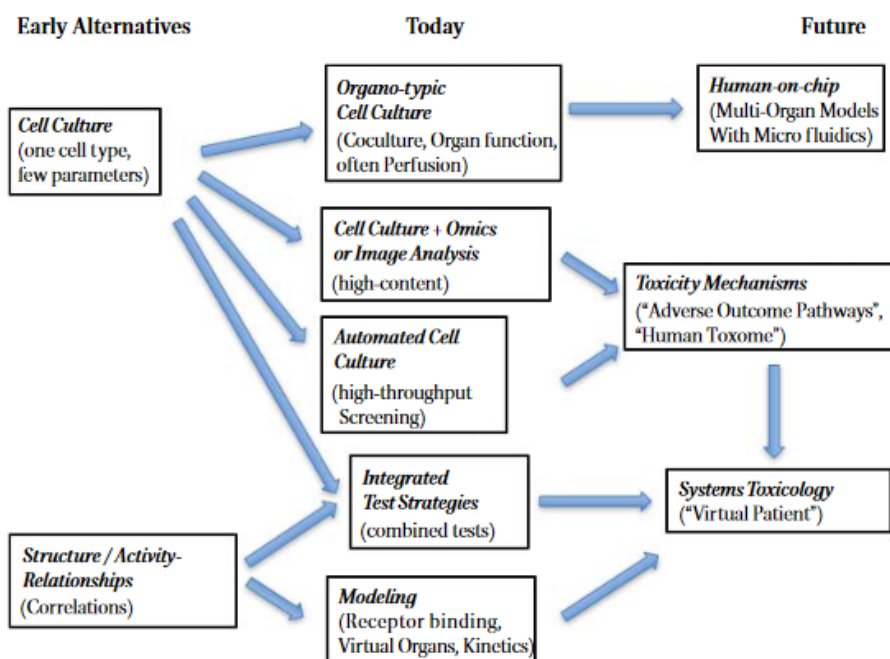 Early Alternatives
Today
Future
Cell Culture
(one cell type,
few parameters)
Organo-typic
Cell Culture
(Coculture, Organ function,
often Perfusion)
Human-on-chip
(Multi-Organ Models
With Micro fluidics)
Cell Culture + Omics
or Image Analysis
(high-content)
Toxicity Mechanisms
("Adverse Outcome Pathways",
"Human Toxome")
Automated Cell
Culture
(high-throughput
Screening)
Integrated
Test Strategies
(combined tests)
Systems Toxicology
("Virtual Patient")
Structure / Activity-
Relationships
(Correlations)
Modeling
(Receptor binding,
Virtual Organs, Kinetics)